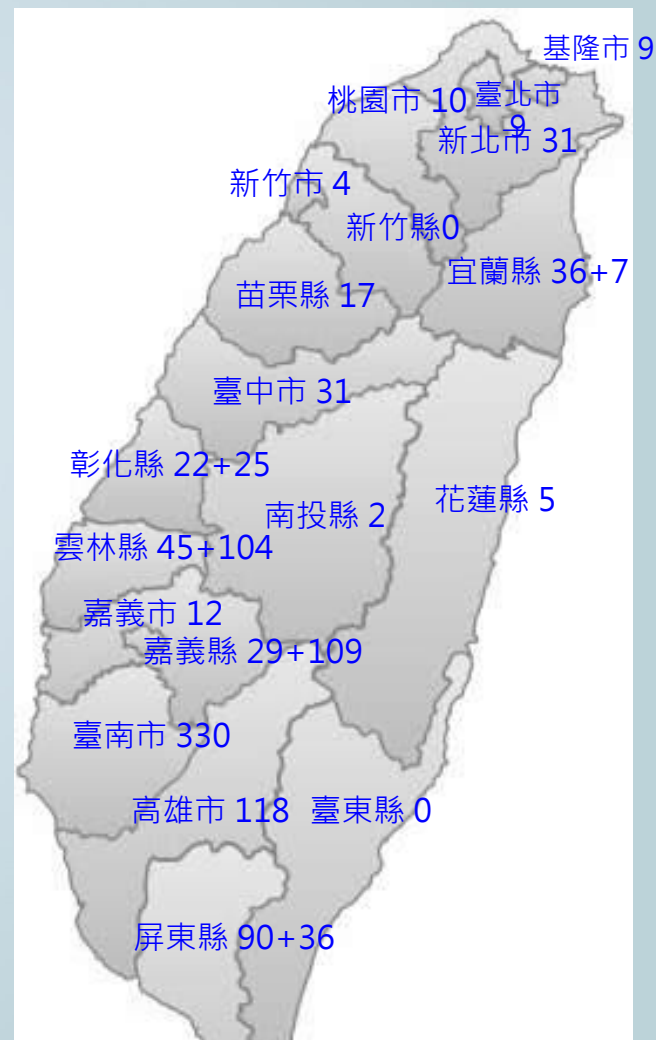 基隆市 9
桃園市 10
臺北市
9
新北市 31
新竹市 4
新竹縣0
宜蘭縣 36+7
苗栗縣 17
臺中市 31
彰化縣 22+25
南投縣 2
花蓮縣 5
雲林縣 45+104
嘉義市 12
嘉義縣 29+109
臺南市 330
高雄市 118
臺東縣 0
屏東縣 90+36